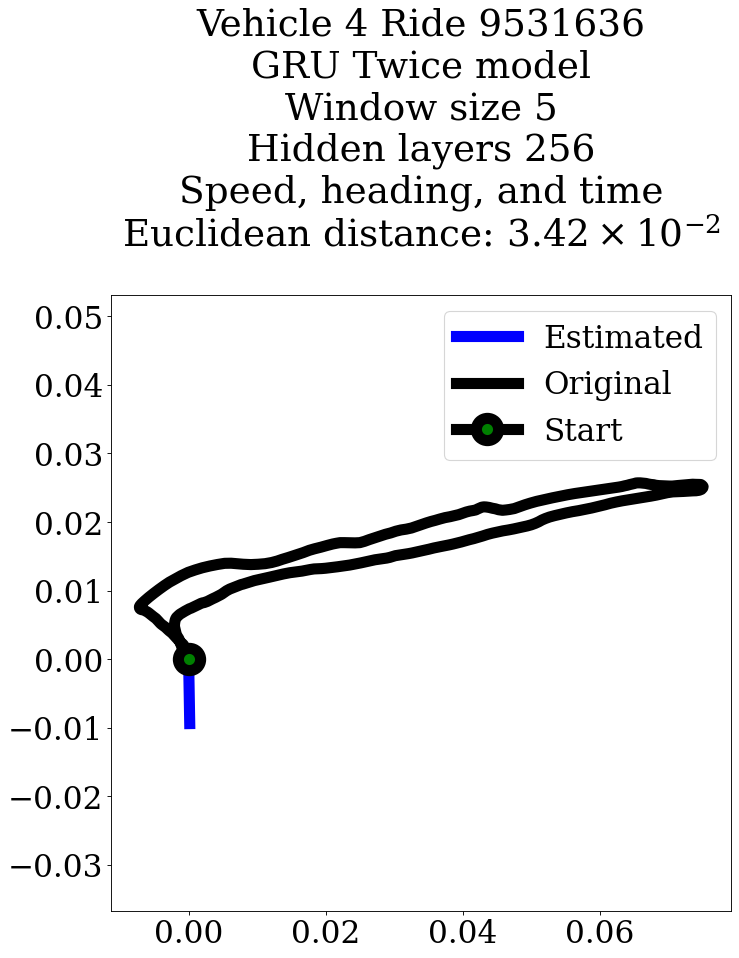 Vehicle 4 Ride 9531636
GRU Twice model
Window size 5
Hidden layers 256
Speed, heading, and time
Euclidean distance: 3.42 × 10⁻²
Estimated
Original
Start
0.05
0.04
0.03
0.02
0.01
0.00
−0.01
−0.02
−0.03
0.00 0.02 0.04 0.06